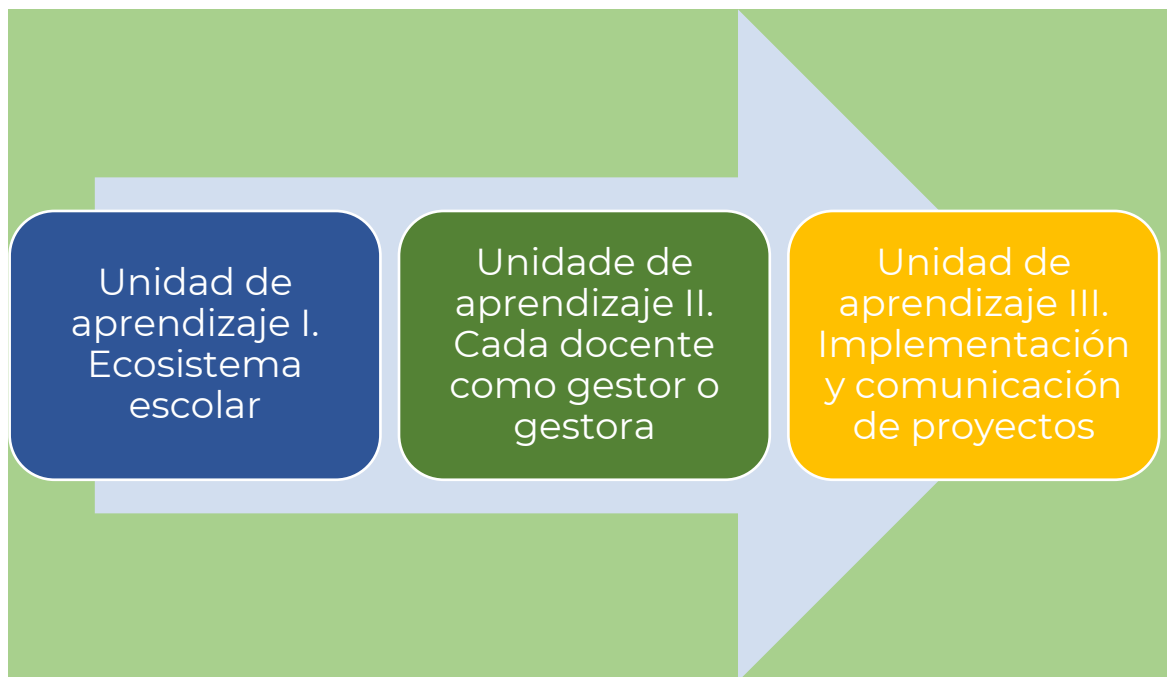 Unidad de
aprendizaje I.
Ecosistema
escolar
Unidade de
aprendizaje II.
Cada docente
como gestor o
gestora
Unidad de
aprendizaje III.
Implementación
y comunicación
de proyectos